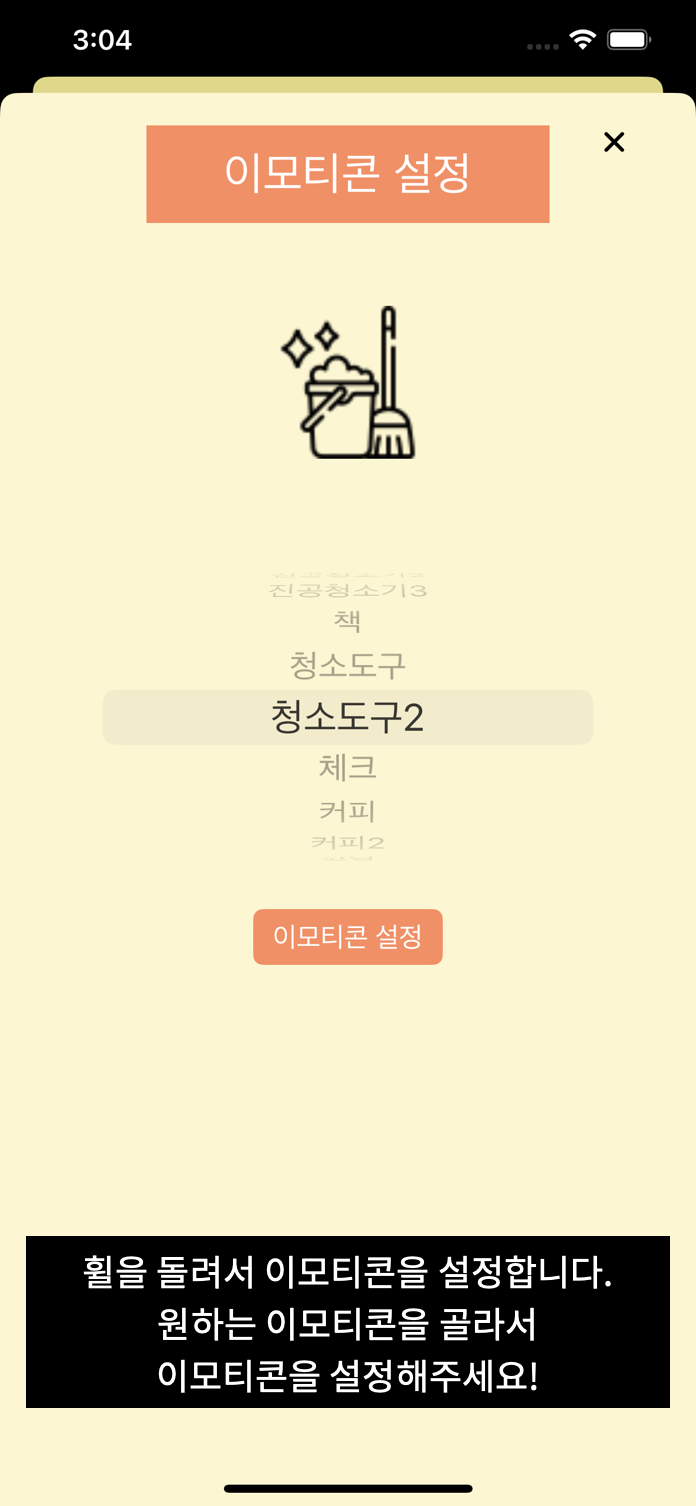 3:04
이모티콘 설정
진공청소기3
책
청소도구
청소도구2
체크
커피
커피2
이모티콘 설정
휠을 돌려서 이모티콘을 설정합니다.
원하는 이모티콘을 골라서
이모티콘을 설정해주세요!